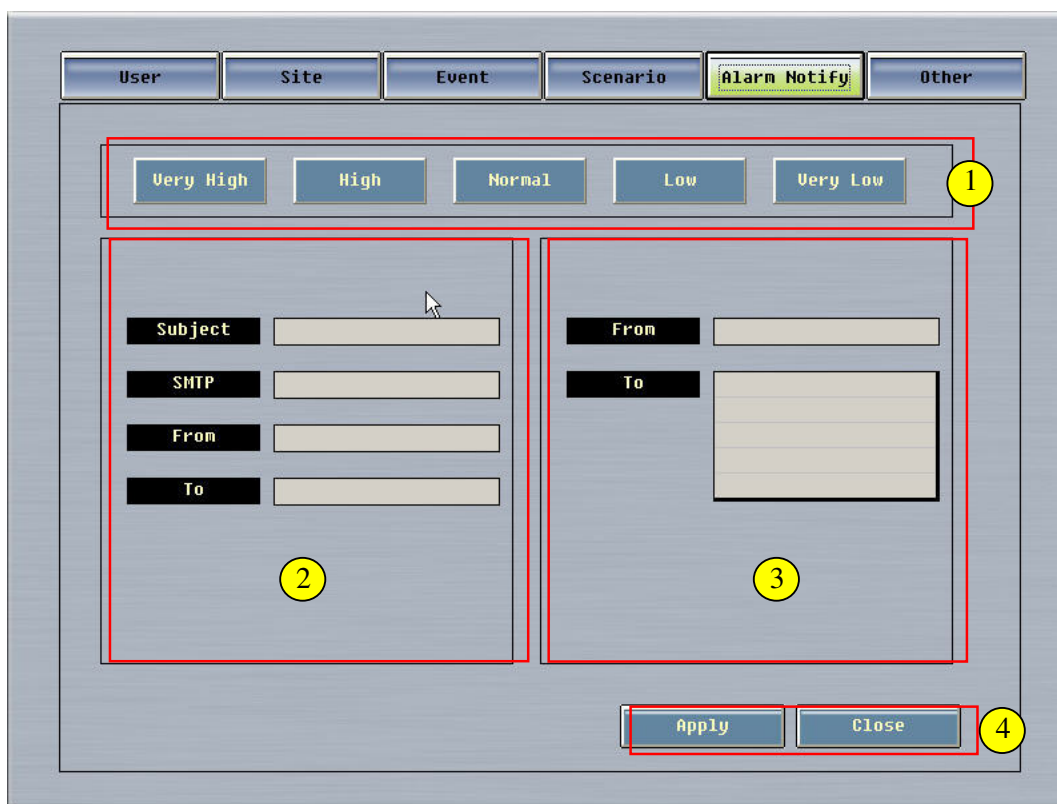 User Site Event Scenario Alarm Notify Other
Very High High Normal Low Very Low 1
Subject
SMTP
From
To
2
From
To
3
Apply Close 4